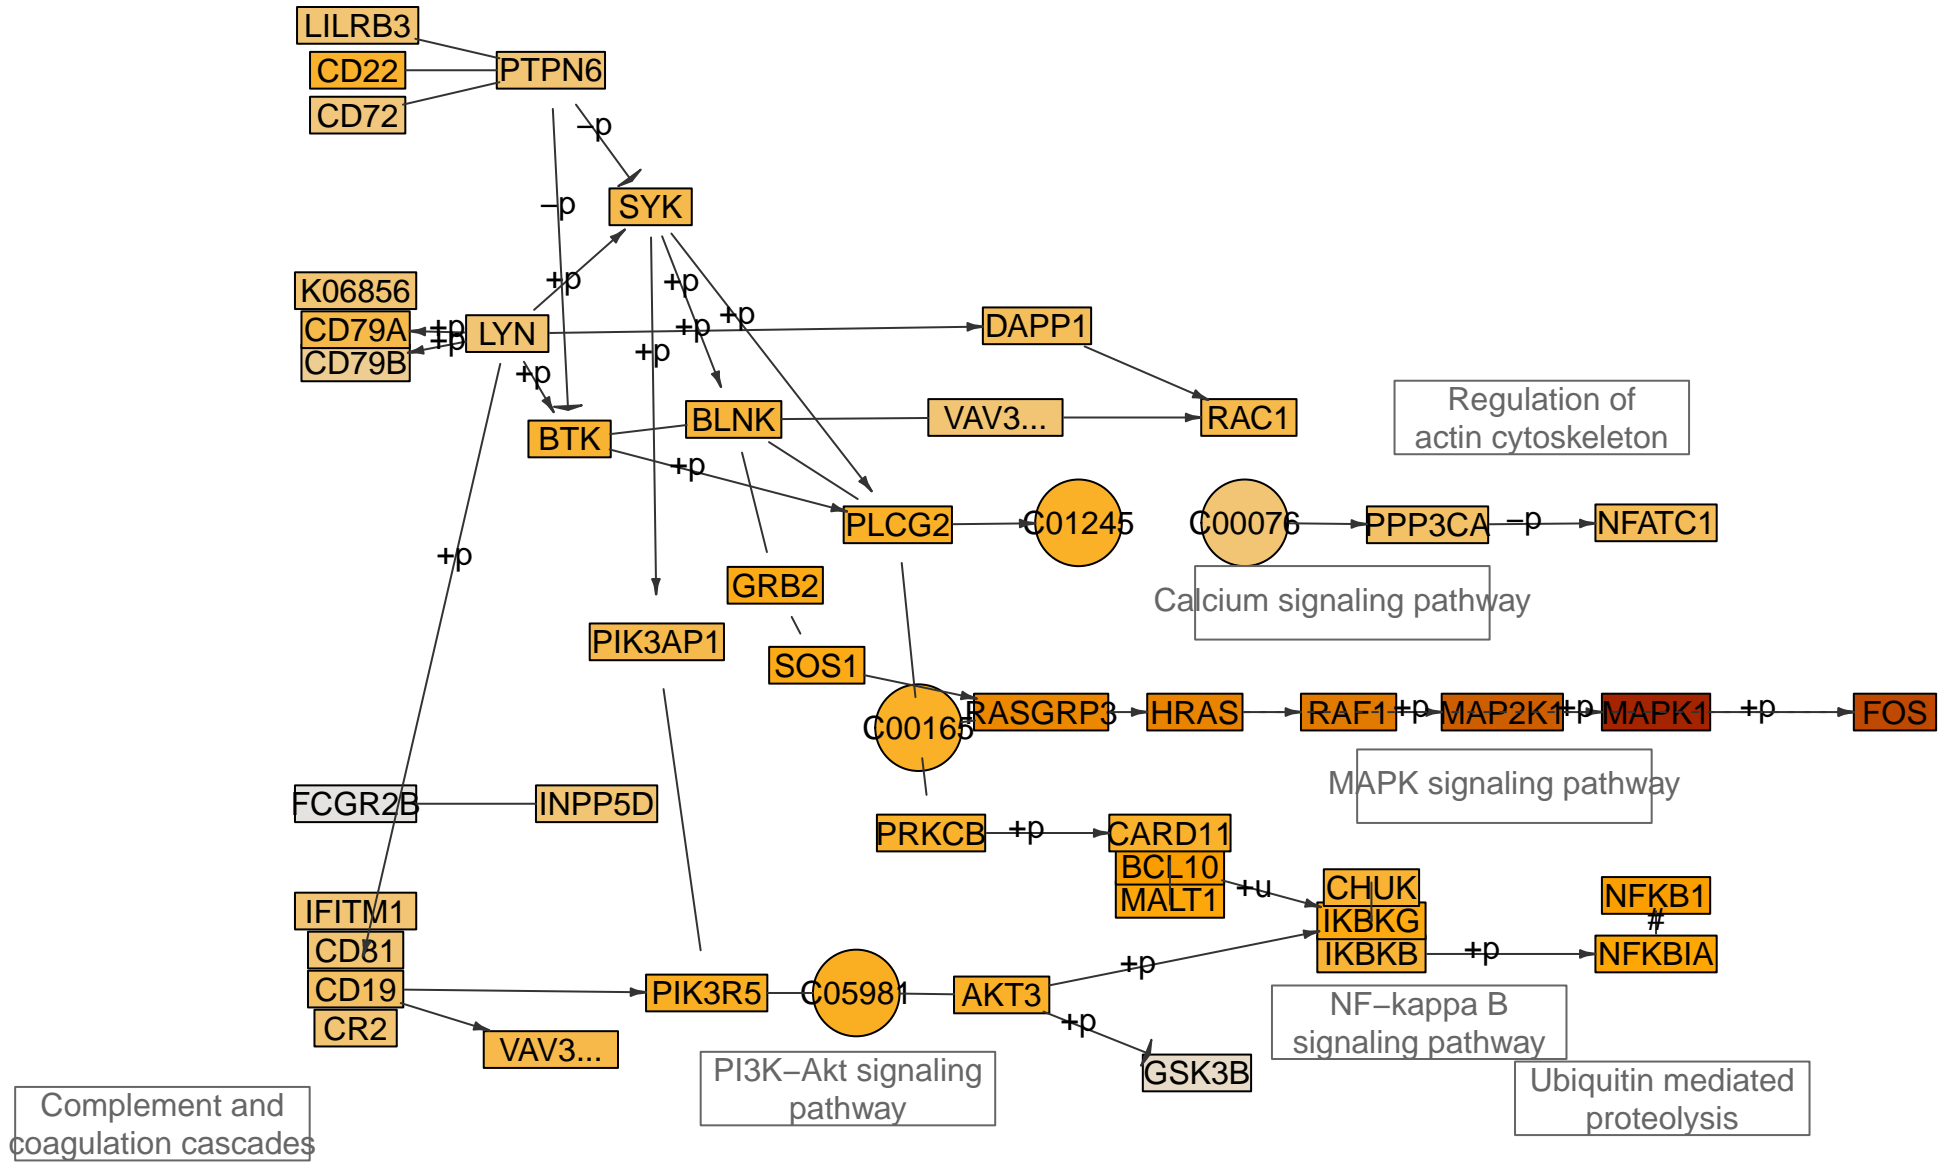 LILRB3
CD22
PTPN6
CD72
–p
–p
SYK
+p
+p
K06856
+p
CD79A
+p
LYN
+p
DAPP1
+p
CD79B
+p
+p
Regulation of
actin cytoskeleton
BTK
BLNK
VAV3...
RAC1
+p
PLCG2
C01245
C00076
PPP3CA
–p
NFATC1
+p
GRB2
Calcium signaling pathway
PIK3AP1
SOS1
C00165
RASGRP3
HRAS
RAF1
+p
MAP2K1
+p
MAPK1
+p
FOS
MAPK signaling pathway
FCGR2B
INPP5D
PRKCB
+p
CARD11
BCL10
MALT1
+u
CHUK
IKBKG
IKBKB
NFKB1
#
NFKBIA
+p
IFITM1
CD81
CD19
CR2
VAV3...
PIK3R5
C05981
AKT3
+p
+p
GSK3B
NF–kappa B
signaling pathway
PI3K–Akt signaling
pathway
Ubiquitin mediated
proteolysis
Complement and
coagulation cascades